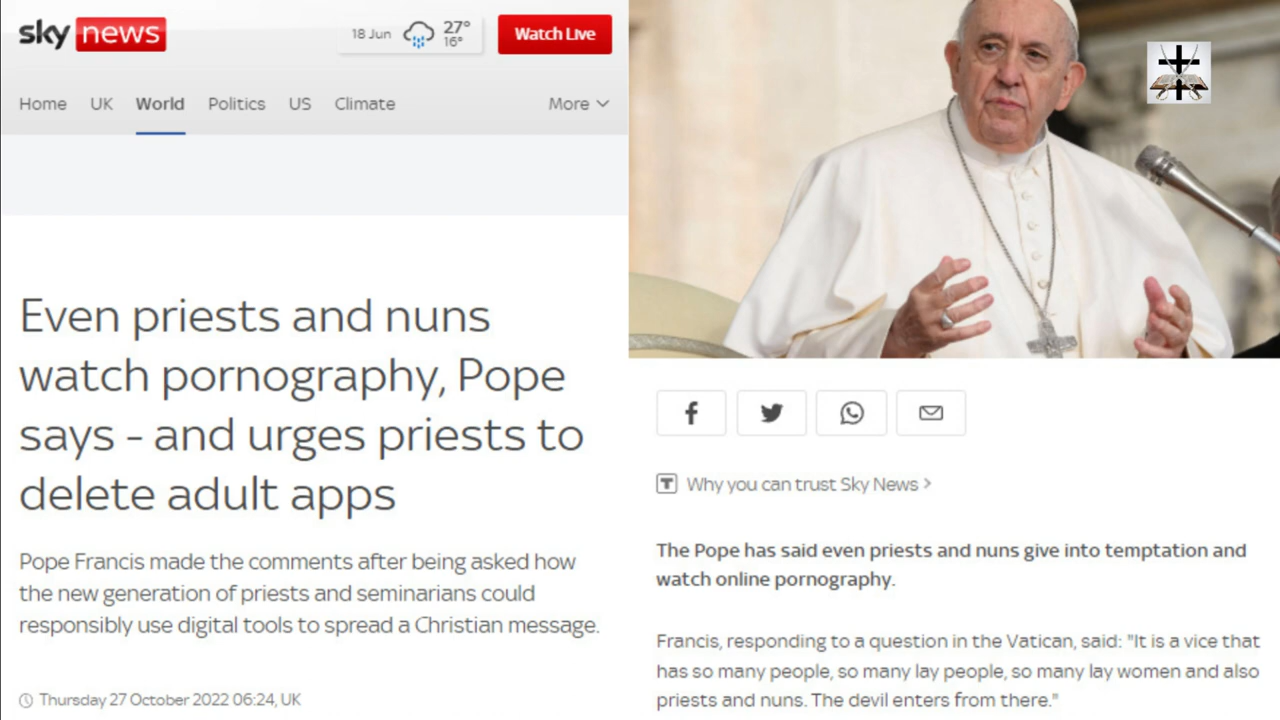 sky news
18 Jun
27°
16°
Watch Live
Home UK World Politics US Climate More
Even priests and nuns
watch pornography, Pope
says - and urges priests to
delete adult apps
Pope Francis made the comments after being asked how
the new generation of priests and seminarians could
responsibly use digital tools to spread a Christian message.
Thursday 27 October 2022 06:24, UK
T Why you can trust Sky News >
The Pope has said even priests and nuns give into temptation and
watch online pornography.
Francis, responding to a question in the Vatican, said: "It is a vice that
has so many people, so many lay people, so many lay women and also
priests and nuns. The devil enters from there."